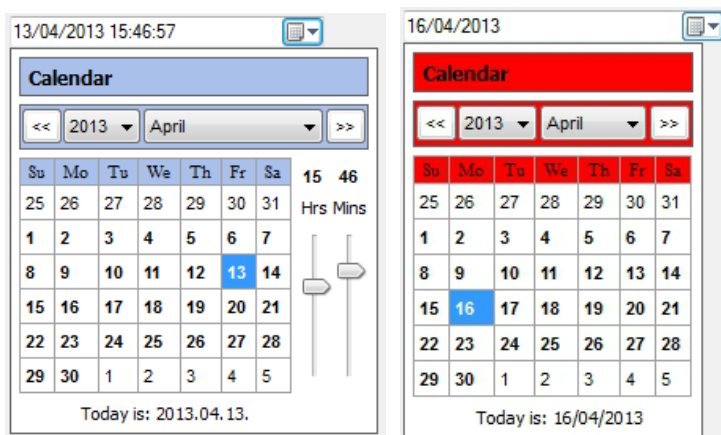 13/04/2013 15:46:57
Calendar
<< 2013 April >>
Su Mo Tu We Th Fr Sa 15 46
25 26 27 28 29 30 31 Hrs Mins
1 2 3 4 5 6 7
8 9 10 11 12 13 14
15 16 17 18 19 20 21
22 23 24 25 26 27 28
29 30 1 2 3 4 5
Today is: 2013.04.13.
16/04/2013
Calendar
<< 2013 April >>
Su Mo Tu We Th Fr Sa
25 26 27 28 29 30 31
1 2 3 4 5 6 7
8 9 10 11 12 13 14
15 16 17 18 19 20 21
22 23 24 25 26 27 28
29 30 1 2 3 4 5
Today is: 16/04/2013